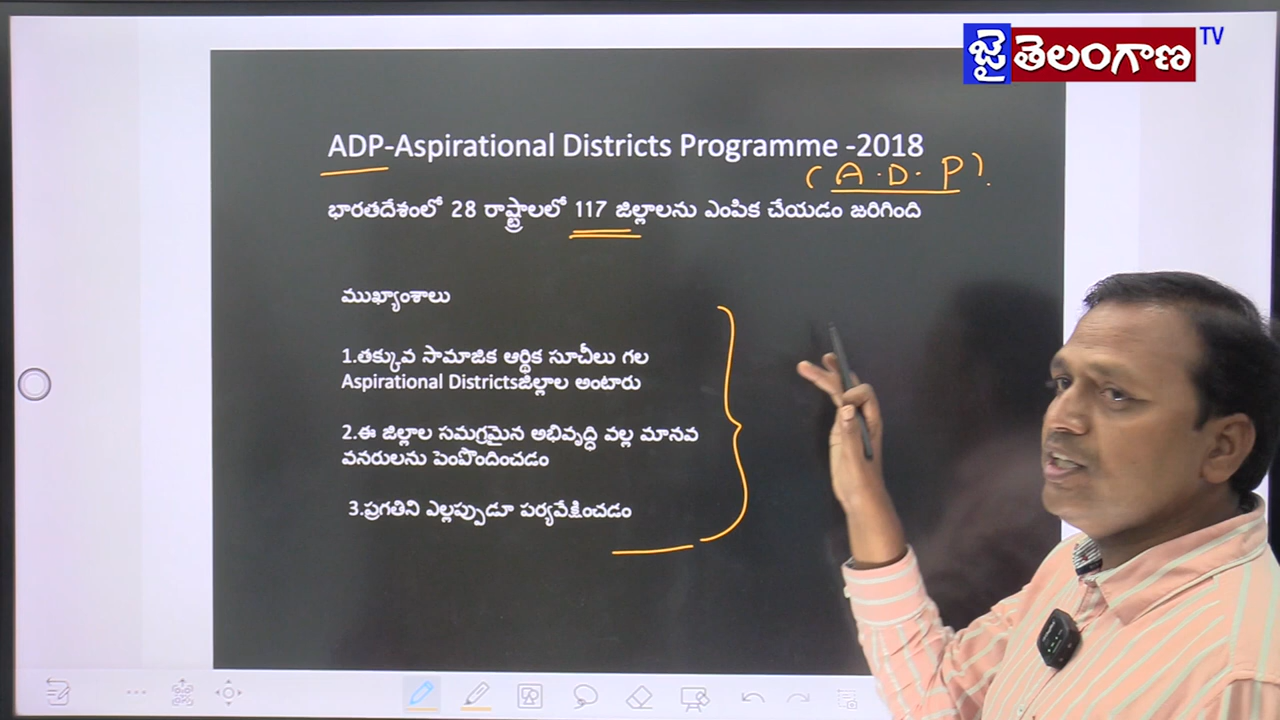 జై తెలంగాణ TV
ADP-Aspirational Districts Programme -2018
(A.D.P).
భారతదేశంలో 28 రాష్ట్రాలలో 117 జిల్లాలను ఎంపిక చేయడం జరిగింది
ముఖ్యాంశాలు
1.తక్కువ సామాజిక ఆర్థిక సూచీలు గల
Aspirational Districtsజిల్లాల అంటారు
2.ఈ జిల్లాల సమగ్రమైన అభివృద్ధి వల్ల మానవ
వనరులను పెంపొందించడం
3.ప్రగతిని ఎల్లప్పుడూ పర్యవేక్షించడం